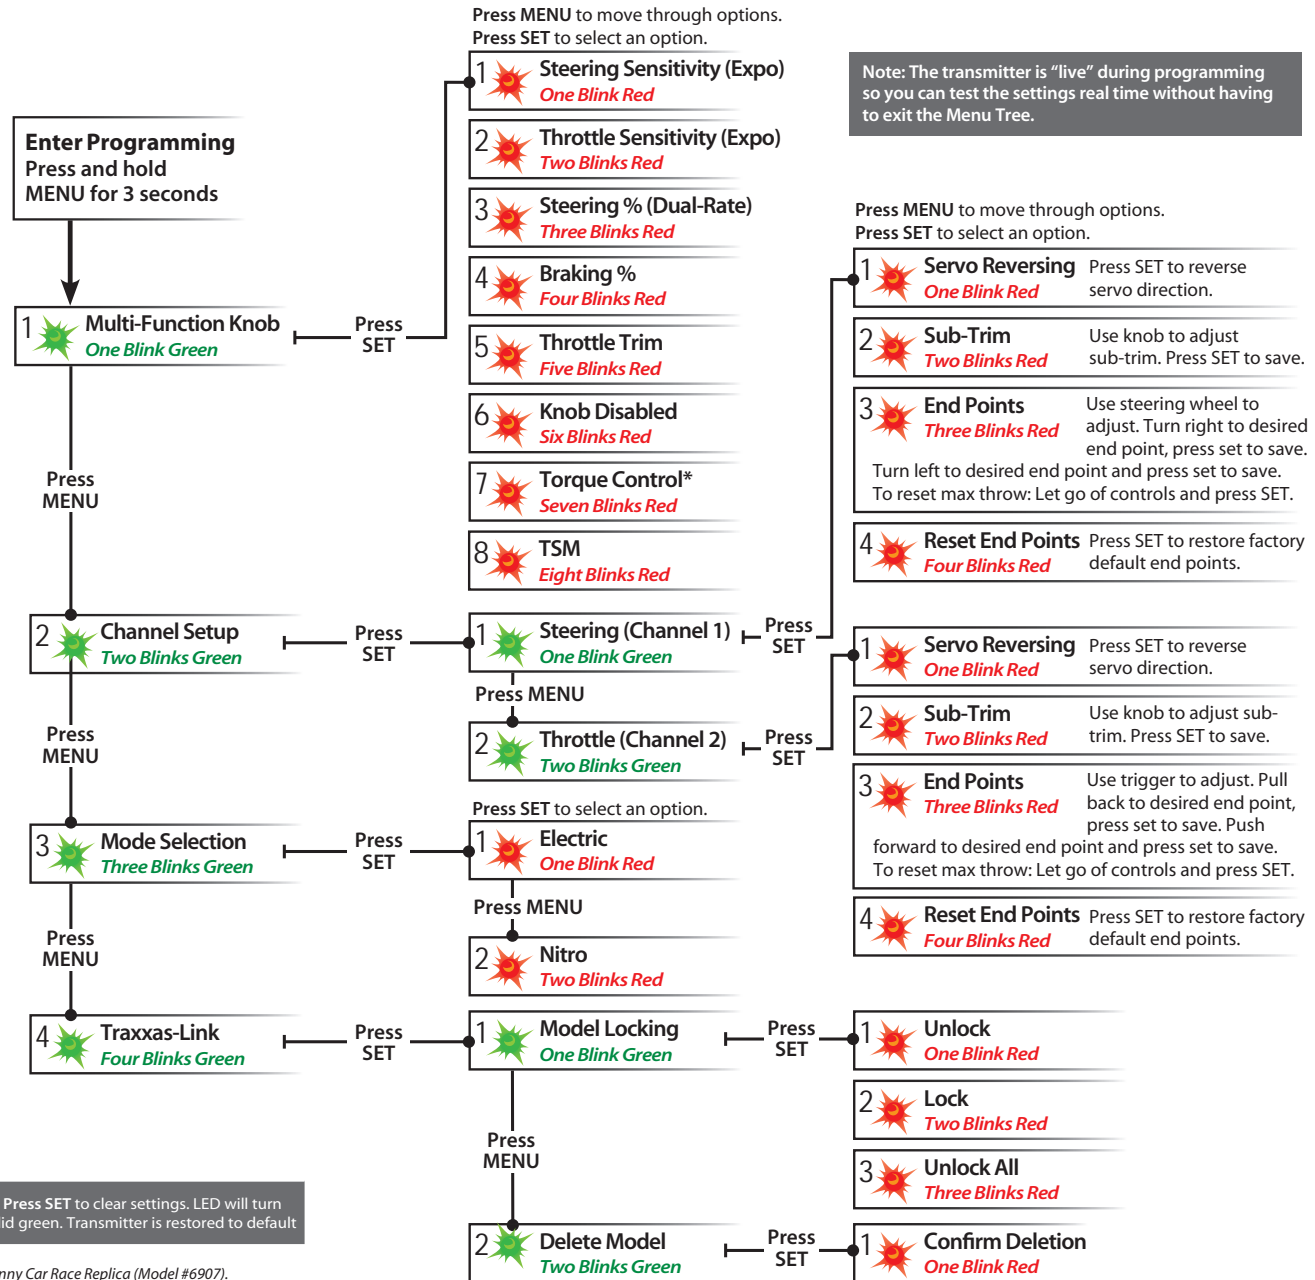 Press MENU to move through options.
Press SET to select an option.
Note: The transmitter is “live” during programming
so you can test the settings real time without having
to exit the Menu Tree.
Enter Programming
Press and hold
MENU for 3 seconds
1 Multi-Function Knob
One Blink Green
Press
SET
1 Steering Sensitivity (Expo)
One Blink Red
2 Throttle Sensitivity (Expo)
Two Blinks Red
3 Steering % (Dual-Rate)
Three Blinks Red
4 Braking %
Four Blinks Red
5 Throttle Trim
Five Blinks Red
6 Knob Disabled
Six Blinks Red
7 Torque Control*
Seven Blinks Red
8 TSM
Eight Blinks Red
Press
MENU
2 Channel Setup
Two Blinks Green
Press
SET
1 Steering (Channel 1)
One Blink Green
Press
SET
Press MENU
2 Throttle (Channel 2)
Two Blinks Green
Press
SET
Press MENU to move through options.
Press SET to select an option.
1 Servo Reversing Press SET to reverse
One Blink Red servo direction.
2 Sub-Trim Use knob to adjust
Two Blinks Red sub-trim. Press SET to save.
3 End Points Use steering wheel to
Three Blinks Red adjust. Turn right to desired
end point, press set to save.
Turn left to desired end point and press set to save.
To reset max throw: Let go of controls and press SET.
4 Reset End Points Press SET to restore factory
Four Blinks Red default end points.
1 Servo Reversing Press SET to reverse
One Blink Red servo direction.
2 Sub-Trim Use knob to adjust sub-
Two Blinks Red trim. Press SET to save.
3 End Points Use trigger to adjust. Pull
Three Blinks Red back to desired end point,
press set to save. Push
forward to desired end point and press set to save.
To reset max throw: Let go of controls and press SET.
4 Reset End Points Press SET to restore factory
Four Blinks Red default end points.
Press
MENU
3 Mode Selection
Three Blinks Green
Press
SET
Press SET to select an option.
1 Electric
One Blink Red
Press MENU
2 Nitro
Two Blinks Red
Press
MENU
4 Traxxas-Link
Four Blinks Green
Press
SET
1 Model Locking
One Blink Green
Press
SET
1 Unlock
One Blink Red
2 Lock
Two Blinks Red
3 Unlock All
Three Blinks Red
Press
MENU
2 Delete Model
Two Blinks Green
Press
SET
1 Confirm Deletion
One Blink Red
Press SET to clear settings. LED will turn
green. Transmitter is restored to default
Car Race Replica (Model #6907).